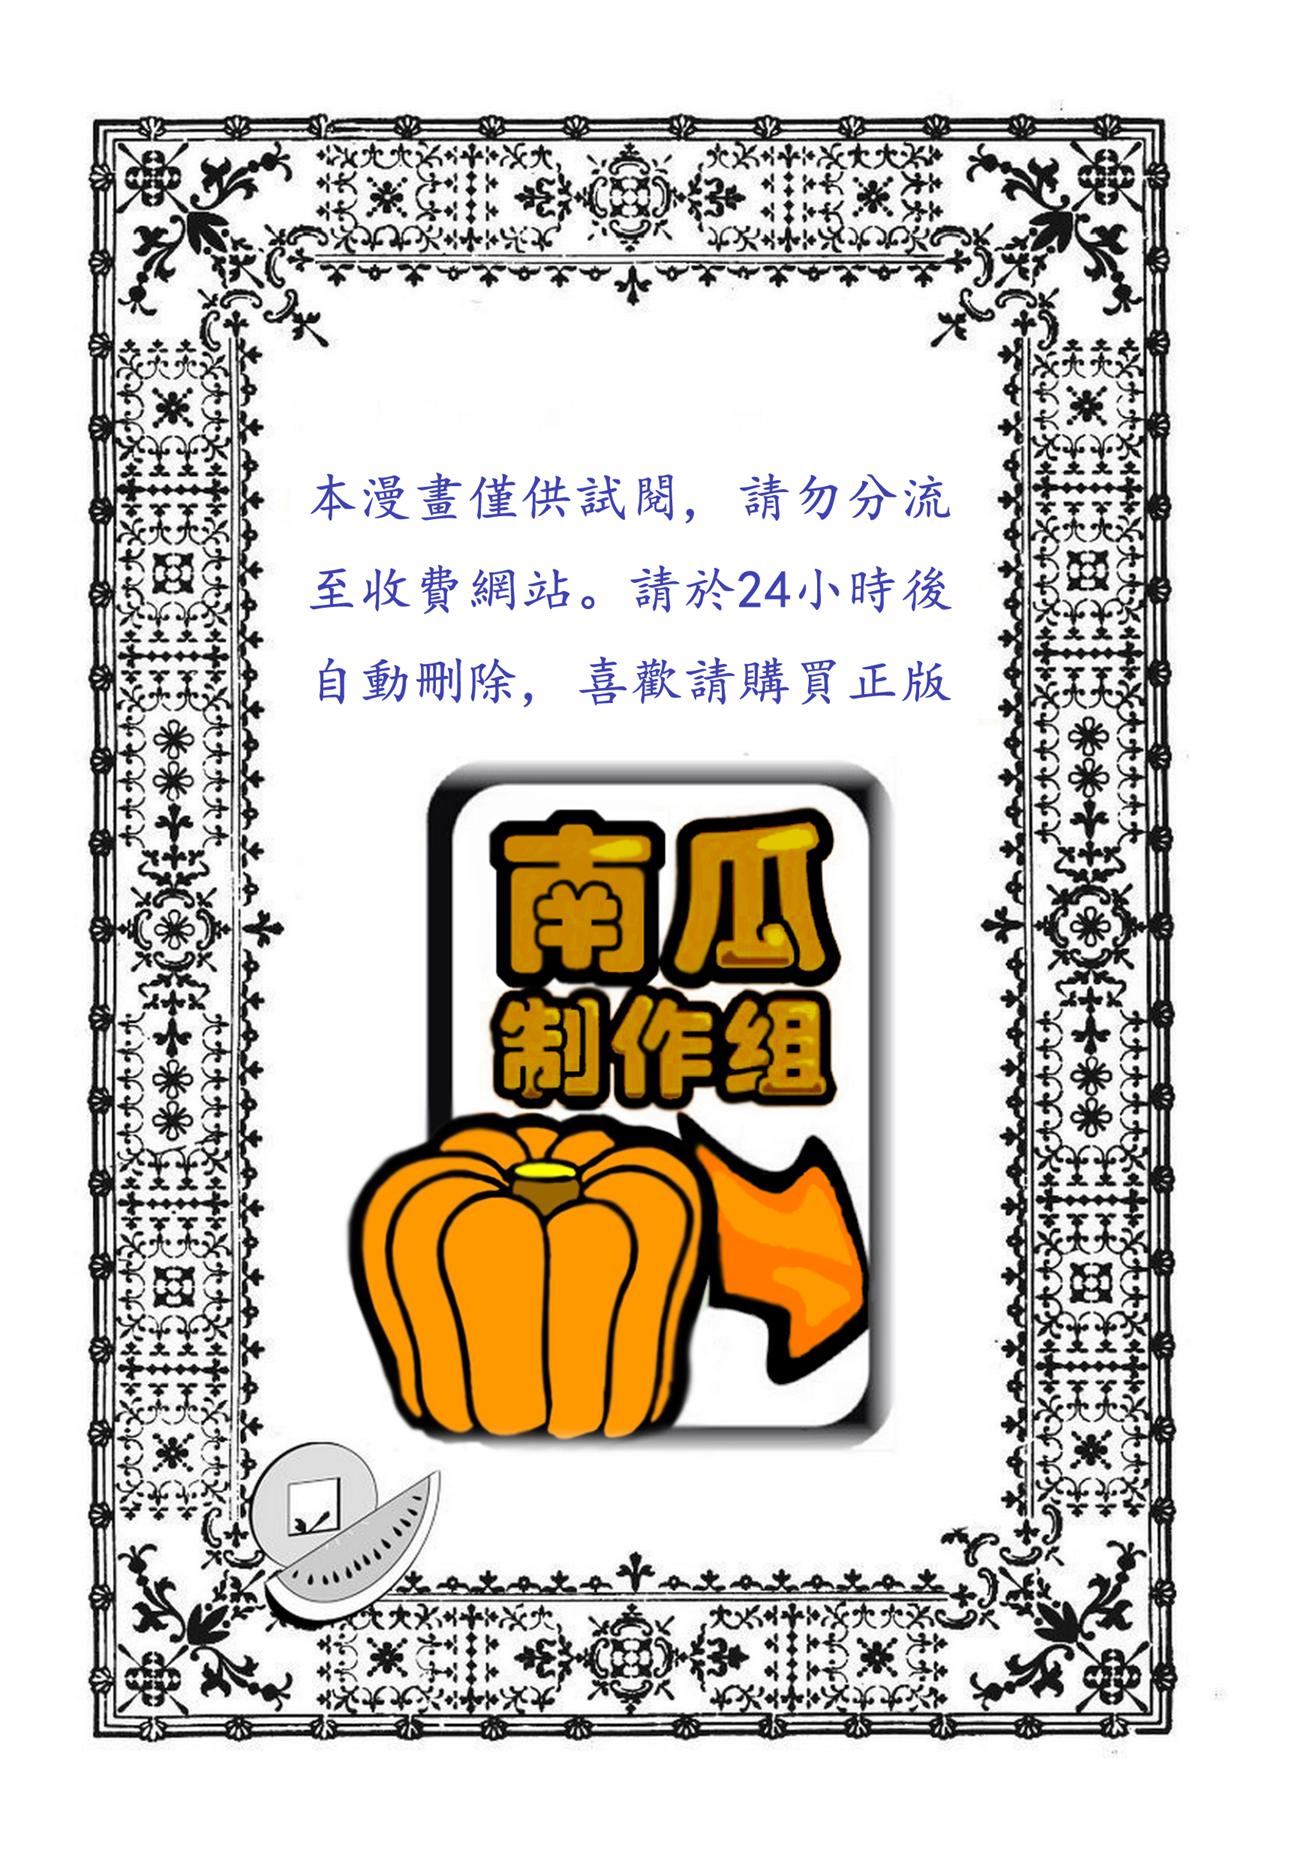 本漫畫僅供試閱，請勿分流
至收費網站。請於24小時後
自動刪除，喜歡請購買正版
南瓜
制作组